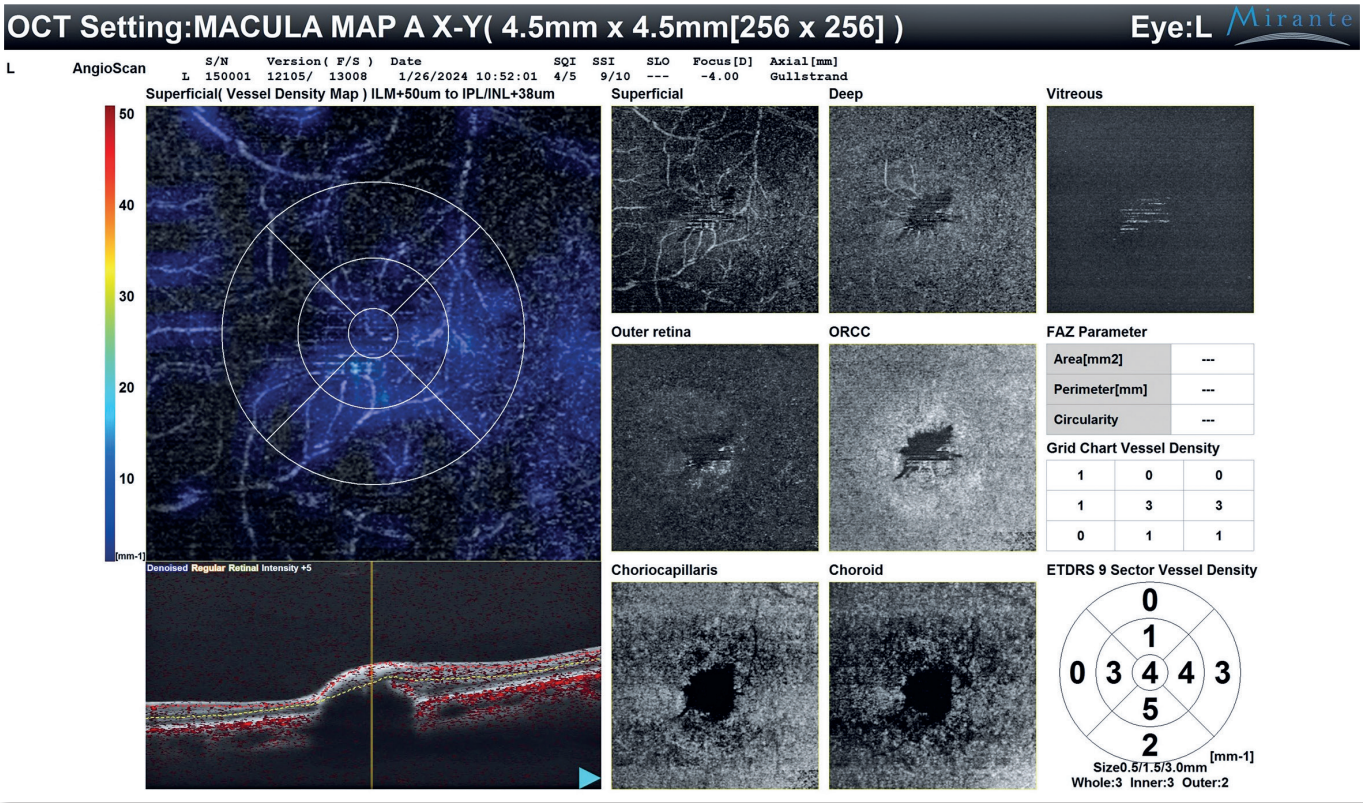 OCT Setting:MACULA MAP A X-Y( 4.5mm x 4.5mm[256 x 256] )
Eye:L
Mirante
L
AngioScan
S/N Version( F/S ) Date SQI SSI SLO Focus[D] Axial[mm]
L 150001 12105/ 13008 1/26/2024 10:52:01 4/5 9/10 --- -4.00 Gullstrand
Superficial( Vessel Density Map ) ILM+50um to IPL/INL+38um
50
40
30
20
10
[mm-1]
Denoised Regular Retinal Intensity +5
Superficial
Deep
Vitreous
Outer retina
ORCC
FAZ Parameter
Area[mm2] ---
Perimeter[mm] ---
Circularity ---
Grid Chart Vessel Density
1 0 0
1 3 3
0 1 1
Choriocapillaris
Choroid
ETDRS 9 Sector Vessel Density
0
1
0 3 4 4 3
5
2
[mm-1]
Size0.5/1.5/3.0mm
Whole:3 Inner:3 Outer:2